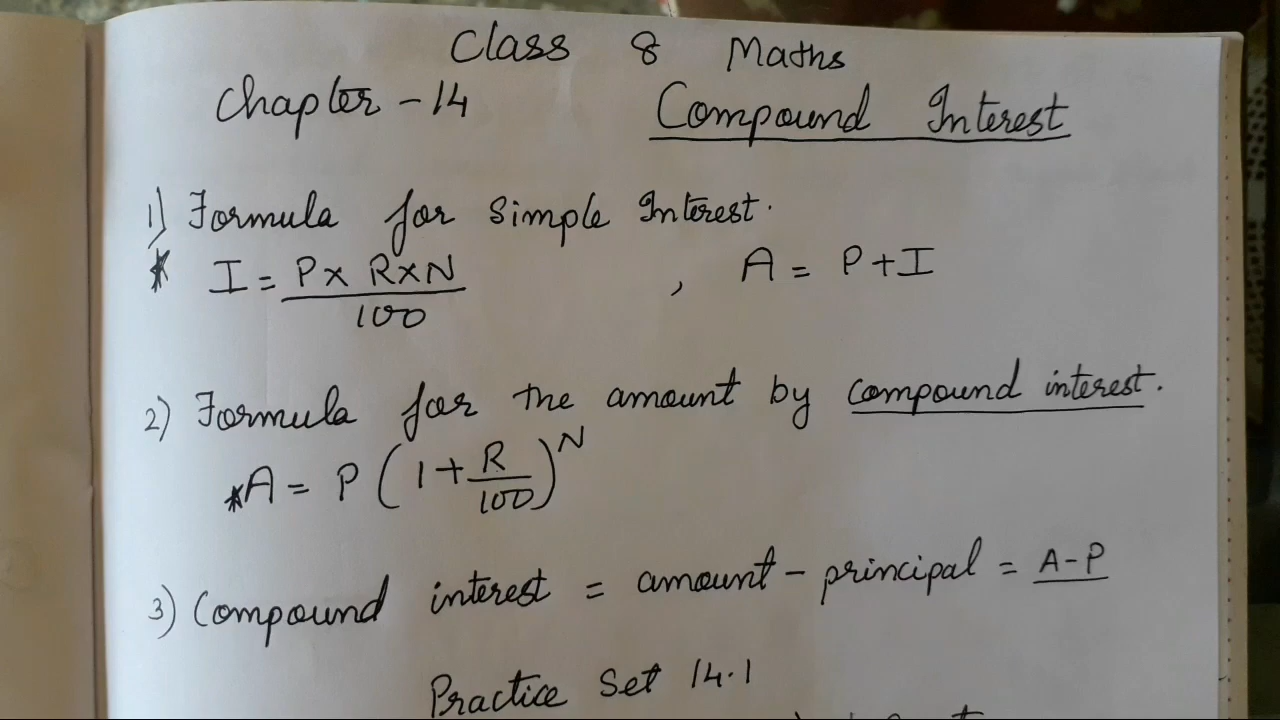 Class 8 Maths
Chapter - 14 Compound Interest
1) Formula for Simple Interest.
* I = P x R x N / 100 , A = P + I
2) Formula for the amount by compound interest.
* A = P (1 + R/100)^N
3) Compound interest = amount - principal = A - P
Practice Set 14.1